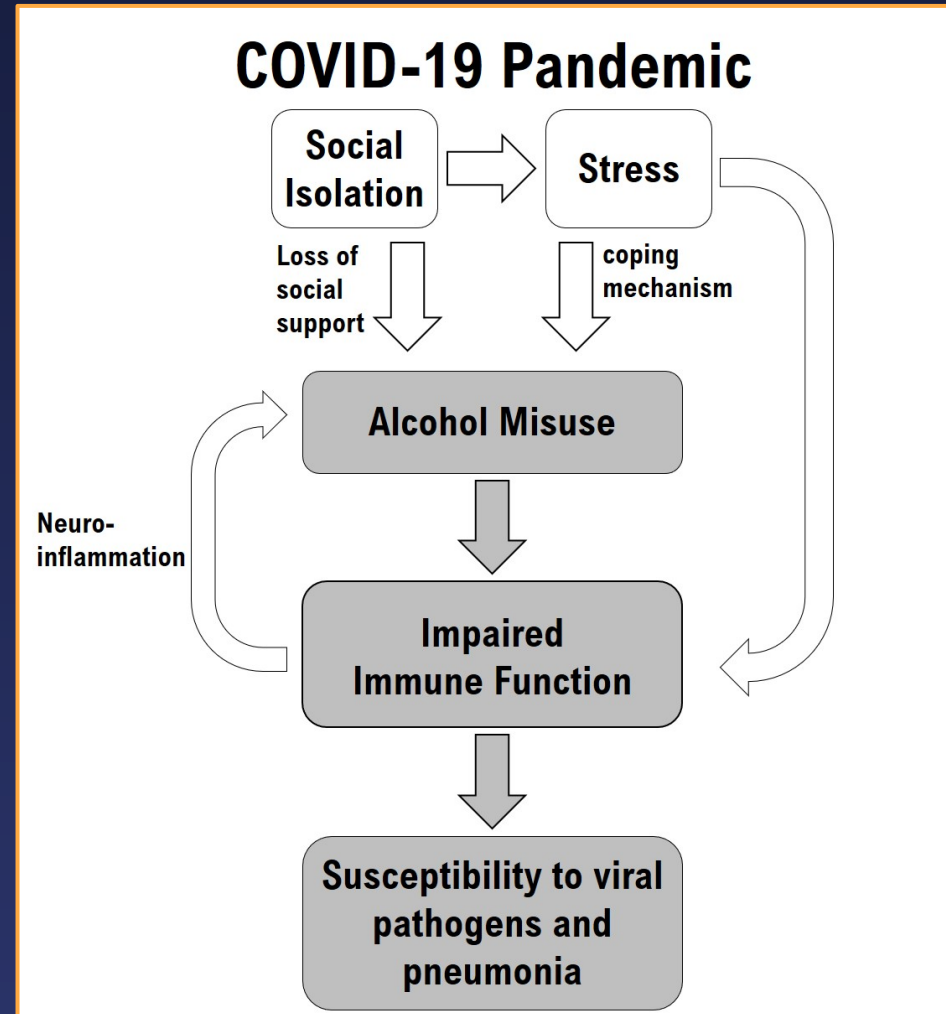 COVID-19 Pandemic
Social
Isolation
Stress
Loss of
social
support
coping
mechanism
Alcohol Misuse
Neuro-
inflammation
Impaired
Immune Function
Susceptibility to viral
pathogens and
pneumonia